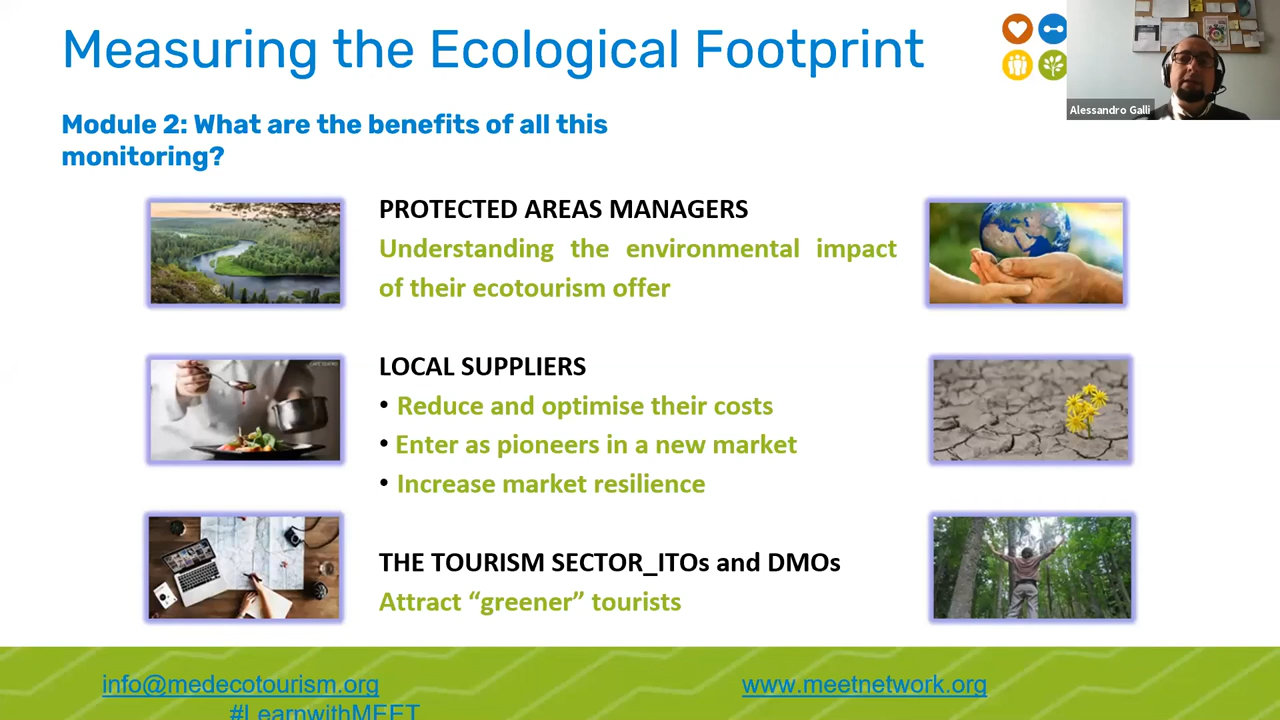 Measuring the Ecological Footprint
Alessandro Galli
Module 2: What are the benefits of all this
monitoring?
PROTECTED AREAS MANAGERS
Understanding the environmental impact
of their ecotourism offer
LOCAL SUPPLIERS
• Reduce and optimise their costs
• Enter as pioneers in a new market
• Increase market resilience
THE TOURISM SECTOR_ITOs and DMOs
Attract “greener” tourists
info@medecotourism.org
www.meetnetwork.org
#LearnwithMEET